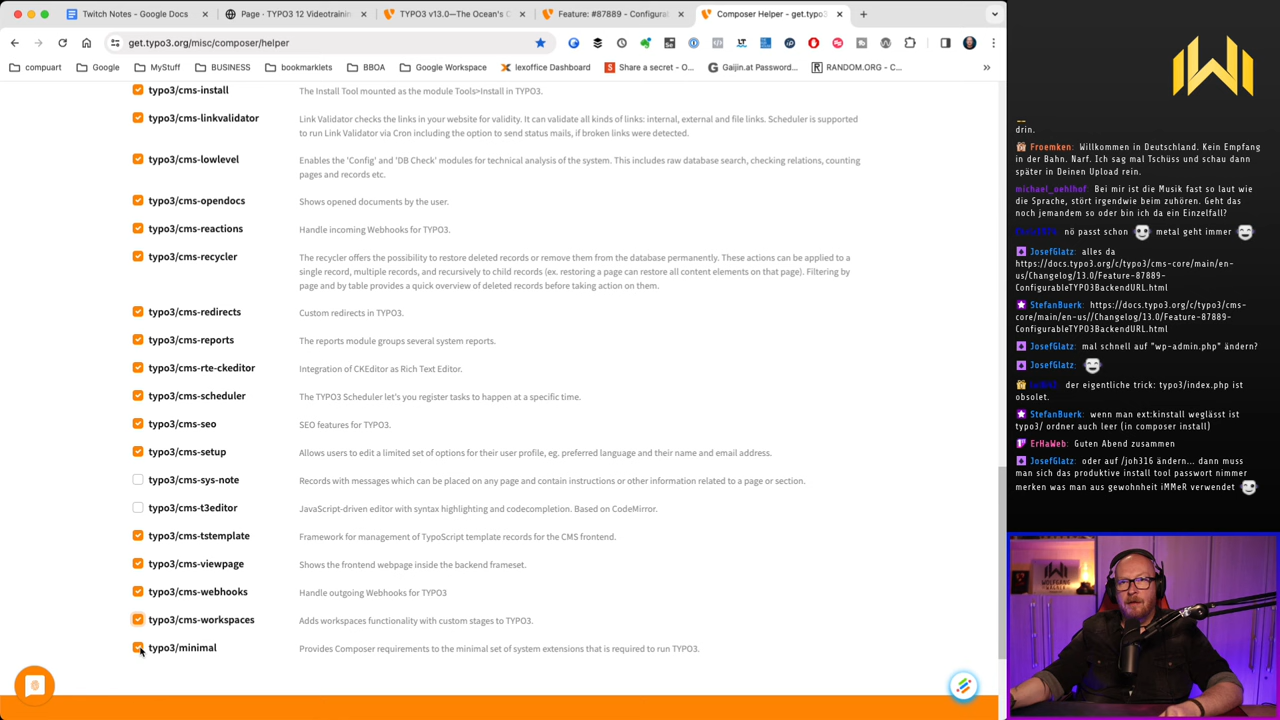 Twitch Notes - Google Docs
Page · TYPO3 12 Videotrainin
TYPO3 v13.0—The Ocean's C
Feature: #87889 - Configurab
Composer Helper - get.typo3
get.typo3.org/misc/composer/helper
compuart
Google
MyStuff
BUSINESS
bookmarklets
BBOA
Google Workspace
lexoffice Dashboard
Share a secret - O...
Gaijin.at Password...
RANDOM.ORG - C...
typo3/cms-install
The Install Tool mounted as the module Tools>Install in TYPO3.
typo3/cms-linkvalidator
Link Validator checks the links in your website for validity. It can validate all kinds of links: internal, external and file links. Scheduler is supported
to run Link Validator via Cron including the option to send status mails, if broken links were detected.
typo3/cms-lowlevel
Enables the 'Config' and 'DB Check' modules for technical analysis of the system. This includes raw database search, checking relations, counting
pages and records etc.
typo3/cms-opendocs
Shows opened documents by the user.
typo3/cms-reactions
Handle incoming Webhooks for TYPO3.
typo3/cms-recycler
The recycler offers the possibility to restore deleted records or remove them from the database permanently. These actions can be applied to a
single record, multiple records, and recursively to child records (ex. restoring a page can restore all content elements on that page). Filtering by
page and by table provides a quick overview of deleted records before taking action on them.
typo3/cms-redirects
Custom redirects in TYPO3.
typo3/cms-reports
The reports module groups several system reports.
typo3/cms-rte-ckeditor
Integration of CKEditor as Rich Text Editor.
typo3/cms-scheduler
The TYPO3 Scheduler let's you register tasks to happen at a specific time.
typo3/cms-seo
SEO features for TYPO3.
typo3/cms-setup
Allows users to edit a limited set of options for their user profile, eg. preferred language and their name and email address.
typo3/cms-sys-note
Records with messages which can be placed on any page and contain instructions or other information related to a page or section.
typo3/cms-t3editor
JavaScript-driven editor with syntax highlighting and codecompletion. Based on CodeMirror.
typo3/cms-tstemplate
Framework for management of TypoScript template records for the CMS frontend.
typo3/cms-viewpage
Shows the frontend webpage inside the backend frameset.
typo3/cms-webhooks
Handle outgoing Webhooks for TYPO3
typo3/cms-workspaces
Adds workspaces functionality with custom stages to TYPO3.
typo3/minimal
Provides Composer requirements to the minimal set of system extensions that is required to run TYPO3.
drin.
Froemken: Willkommen in Deutschland. Kein Empfang
in der Bahn. Narf. Ich sag mal Tschüss und schau dann
später in Deinen Upload rein.
michael_oehlhof: Bei mir ist die Musik fast so laut wie
die Sprache, stört irgendwie beim zuhören. Geht das
noch jemandem so oder bin ich da ein Einzelfall?
nö passt schon metal geht immer
JosefGlatz: alles da
https://docs.typo3.org/c/typo3/cms-core/main/en-
us/Changelog/13.0/Feature-87889-
ConfigurableTYPO3BackendURL.html
StefanBuerk: https://docs.typo3.org/c/typo3/cms-
core/main/en-us//Changelog/13.0/Feature-87889-
ConfigurableTYPO3BackendURL.html
JosefGlatz: mal schnell auf "wp-admin.php" ändern?
JosefGlatz:
der eigentliche trick: typo3/index.php ist
obsolet.
StefanBuerk: wenn man ext:kinstall weglässt ist
typo3/ ordner auch leer (in composer install)
ErHaWeb: Guten Abend zusammen
JosefGlatz: oder auf /joh316 ändern... dann muss
man sich das produktive install tool passwort nimmer
merken was man aus gewohnheit iMMeR verwendet